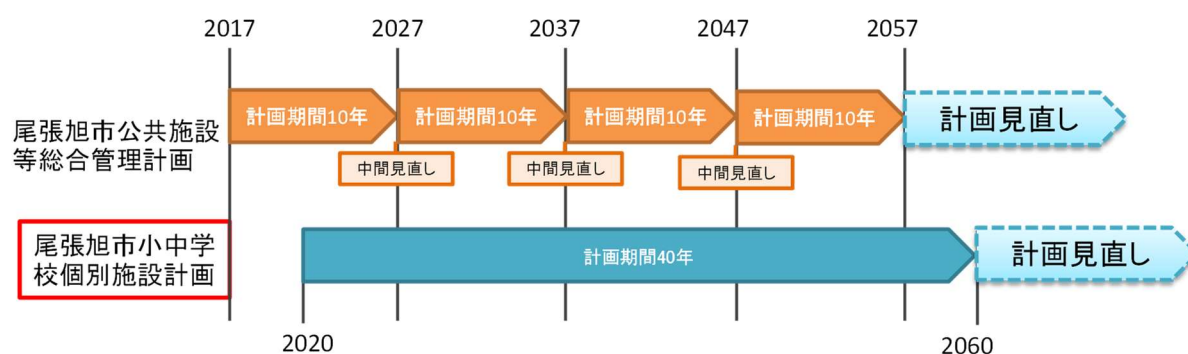 2017
2027
2037
2047
2057
尾張旭市公共施設
等総合管理計画
計画期間10年
計画期間10年
計画期間10年
計画期間10年
計画見直し
中間見直し
中間見直し
中間見直し
尾張旭市小中学
校個別施設計画
計画期間40年
計画見直し
2020
2060